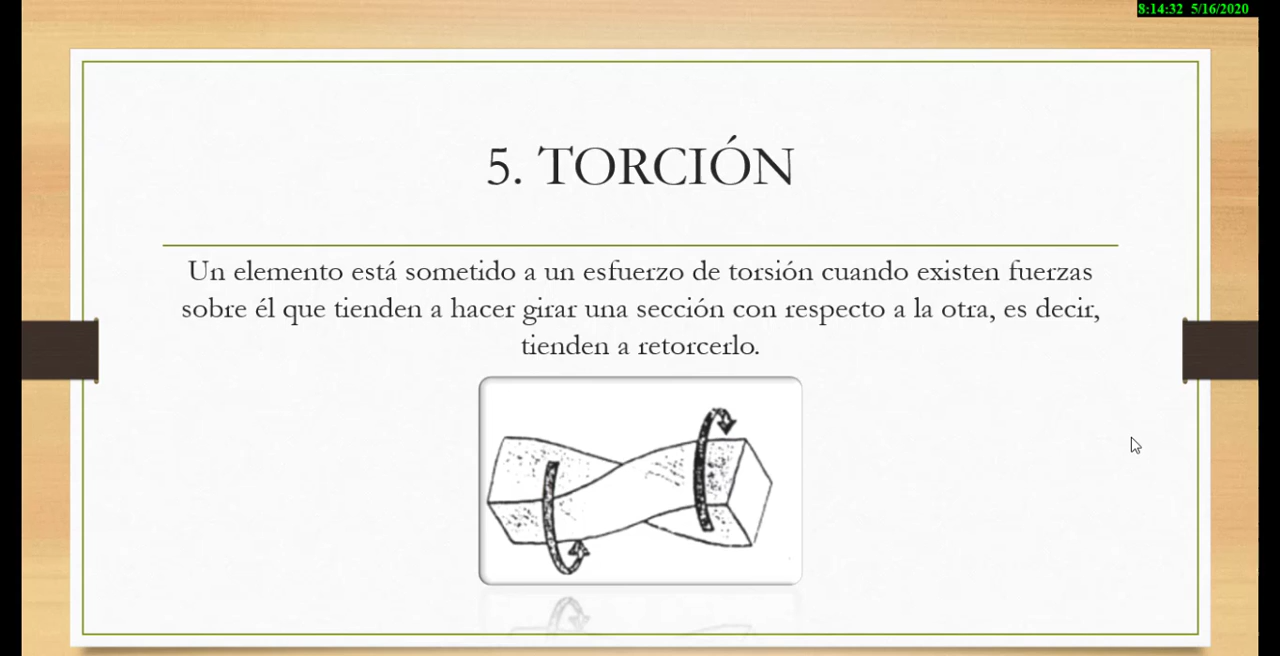 8:14:32 5/16/2020
5. TORCIÓN
Un elemento está sometido a un esfuerzo de torsión cuando existen fuerzas
sobre él que tienden a hacer girar una sección con respecto a la otra, es decir,
tienden a retorcerlo.